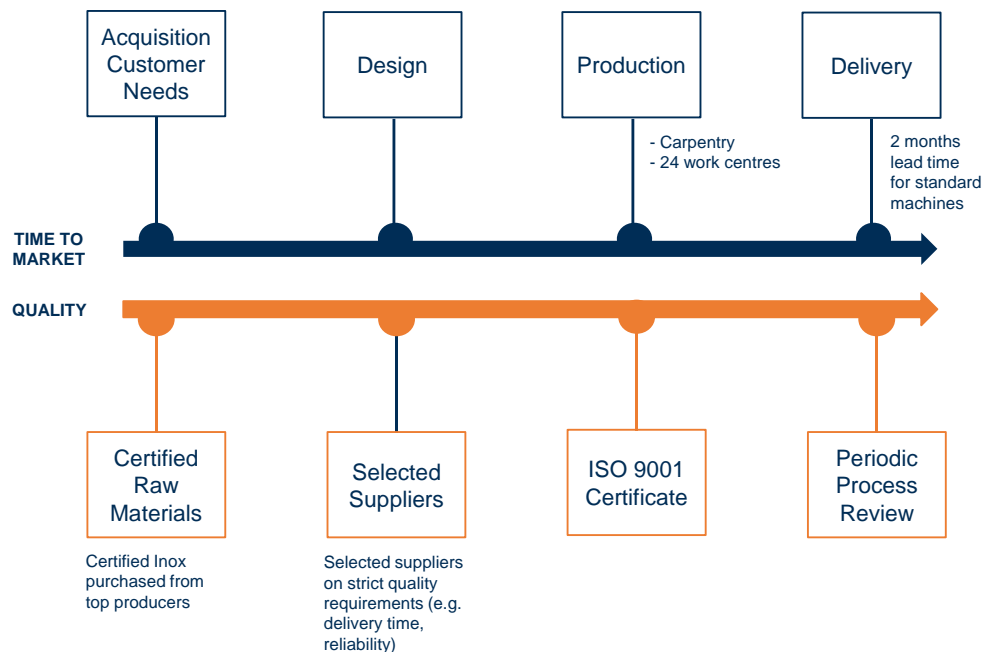 Acquisition
Customer
Needs
Design
Production
Delivery
- Carpentry
- 24 work centres
2 months
lead time
for standard
machines
TIME TO
MARKET
QUALITY
Certified
Raw
Materials
Selected
Suppliers
ISO 9001
Certificate
Periodic
Process
Review
Certified Inox
purchased from
top producers
Selected suppliers
on strict quality
requirements (e.g.
delivery time,
reliability)